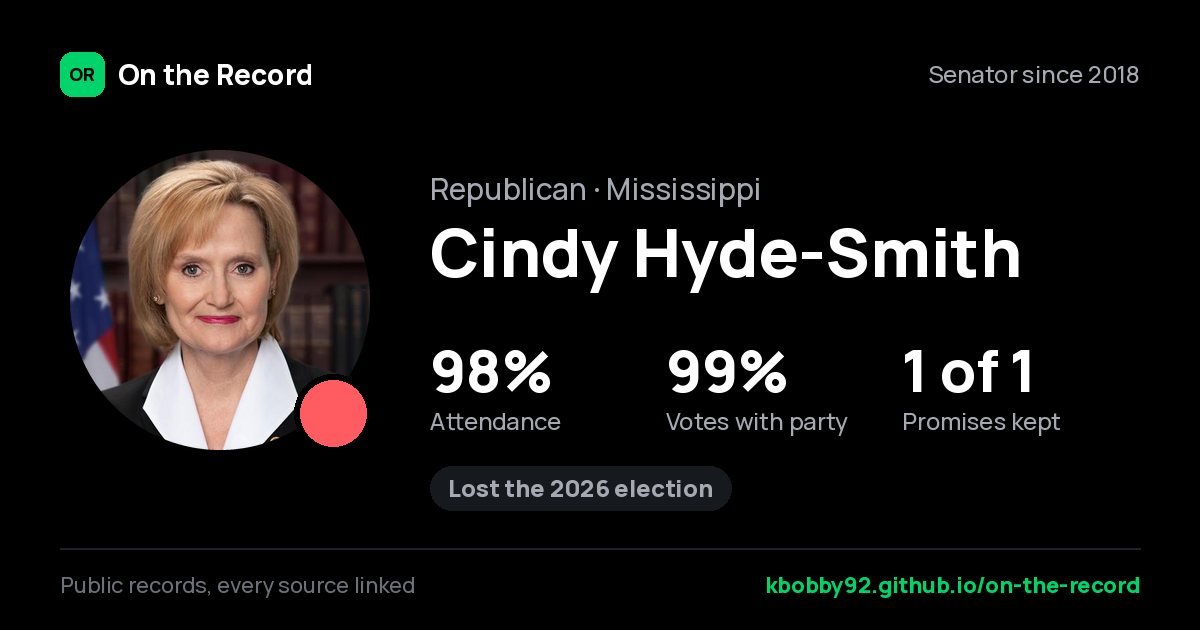 OR On the Record
Senator since 2018
Republican · Mississippi
Cindy Hyde-Smith
98% 99% 1 of 1
Attendance Votes with party Promises kept
Lost the 2026 election
Public records, every source linked
kbobby92.github.io/on-the-record